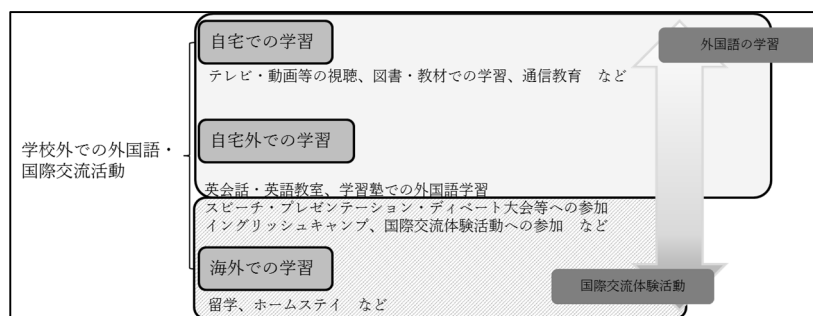 自宅での学習
外国語の学習
テレビ・動画等の視聴、図書・教材での学習、通信教育　など
自宅外での学習
学校外での外国語・
国際交流活動
英会話・英語教室、学習塾での外国語学習
スピーチ・プレゼンテーション・ディベート大会等への参加
イングリッシュキャンプ、国際交流体験活動への参加　など
海外での学習
国際交流体験活動
留学、ホームステイ　など